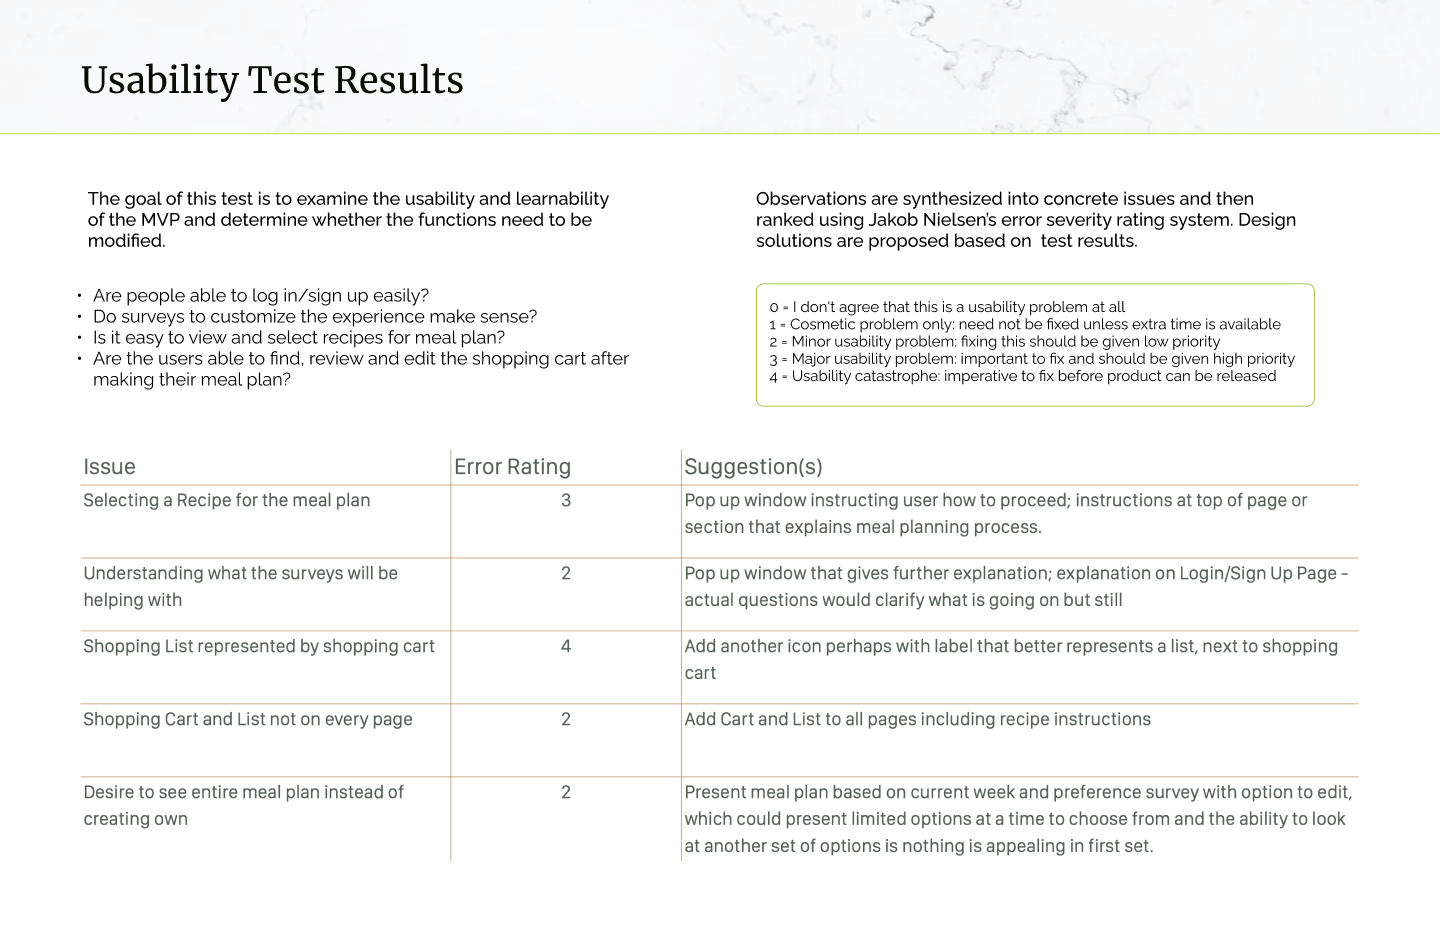 Usability Test Results
The goal of this test is to examine the usability and learnability
of the MVP and determine whether the functions need to be
modified.
• Are people able to log in/sign up easily?
• Do surveys to customize the experience make sense?
• Is it easy to view and select recipes for meal plan?
• Are the users able to find, review and edit the shopping cart after
making their meal plan?
Observations are synthesized into concrete issues and then
ranked using Jakob Nielsen's error severity rating system. Design
solutions are proposed based on  test results.
0 = I don't agree that this is a usability problem at all
1 = Cosmetic problem only: need not be fixed unless extra time is available
2 = Minor usability problem: fixing this should be given low priority
3 = Major usability problem: important to fix and should be given high priority
4 = Usability catastrophe: imperative to fix before product can be released
Issue
Error Rating
Suggestion(s)
Selecting a Recipe for the meal plan
3
Pop up window instructing user how to proceed; instructions at top of page or
section that explains meal planning process.
Understanding what the surveys will be
helping with
2
Pop up window that gives further explanation; explanation on Login/Sign Up Page -
actual questions would clarify what is going on but still
Shopping List represented by shopping cart
4
Add another icon perhaps with label that better represents a list, next to shopping
cart
Shopping Cart and List not on every page
2
Add Cart and List to all pages including recipe instructions
Desire to see entire meal plan instead of
creating own
2
Present meal plan based on current week and preference survey with option to edit,
which could present limited options at a time to choose from and the ability to look
at another set of options is nothing is appealing in first set.